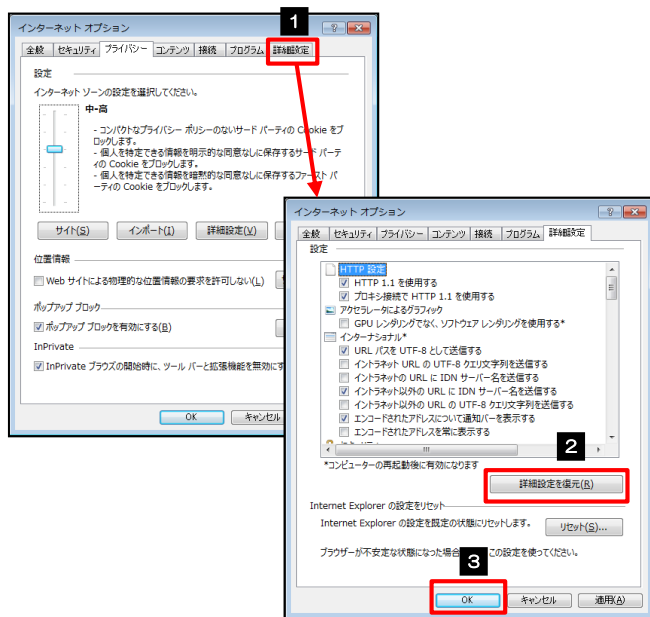 1
インターネット オプション
全般 セキュリティ プライバシー コンテンツ 接続 プログラム 詳細設定
設定
インターネット ゾーンの設定を選択してください。
中-高
- コンパクトなプライバシー ポリシーのないサード パーティの Cookie をブ
ロックします。
- 個人を特定できる情報を明示的な同意なしに保存するサード パーテ
ィの Cookie をブロックします。
- 個人を特定できる情報を暗黙的な同意なしに保存するファースト パ
ーティの Cookie をブロックします。
サイト(S) インポート(I) 詳細設定(V)
位置情報
Web サイトによる物理的な位置情報の要求を許可しない(L)
ポップアップ ブロック
ポップアップ ブロックを有効にする(B)
InPrivate
InPrivate ブラウズの開始時に、ツール バーと拡張機能を無効にす
OK キャンセル
インターネット オプション
全般 セキュリティ プライバシー コンテンツ 接続 プログラム 詳細設定
設定
HTTP 設定
HTTP 1.1 を使用する
プロキシ接続で HTTP 1.1 を使用する
アクセラレータによるグラフィック
GPU レンダリングでなく、ソフトウェア レンダリングを使用する*
インターナショナル*
URL パスを UTF-8 として送信する
イントラネット URL の UTF-8 クエリ文字列を送信する
イントラネットの URL に IDN サーバー名を送信する
イントラネット以外の URL に IDN サーバー名を送信する
イントラネット以外の URL の UTF-8 クエリ文字列を送信する
エンコードされたアドレスについて通知バーを表示する
エンコードされたアドレスを常に表示する
2
*コンピューターの再起動後に有効になります
詳細設定を復元(R)
Internet Explorer の設定をリセット
Internet Explorer の設定を既定の状態にリセットします。 リセット(S)...
ブラウザーが不安定な状態になった場合 この設定を使ってください。
3
OK キャンセル 適用(A)